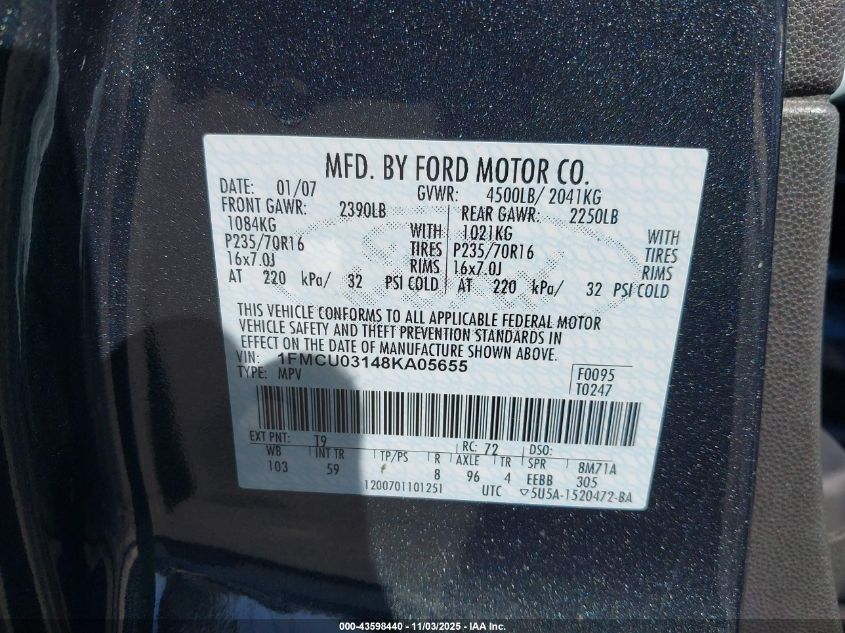 MFD. BY FORD MOTOR CO.
DATE: 01/07 GVWR: 4500LB/ 2041KG
FRONT GAWR: 2390LB REAR GAWR: 2250LB
1084KG WITH 1021KG WITH
P235/70R16 TIRES P235/70R16 TIRES
16x7.0J RIMS 16x7.0J RIMS
AT 220 kPa/ 32 PSI COLD AT 220 kPa/ 32 PSI COLD
THIS VEHICLE CONFORMS TO ALL APPLICABLE FEDERAL MOTOR
VEHICLE SAFETY AND THEFT PREVENTION STANDARDS IN
EFFECT ON THE DATE OF MANUFACTURE SHOWN ABOVE.
VIN: 1FMCU03148KA05655
TYPE: MPV F0095
T0247
EXT PNT: T9 RC: 72 DSO:
WB INT TR TP/PS R AXLE TR SPR 8M71A
103 59 8 96 4 EEBB 305
1200701101251 UTC ▽5U5A-1520472-BA
000-43598440 - 11/03/2025 - IAA Inc.